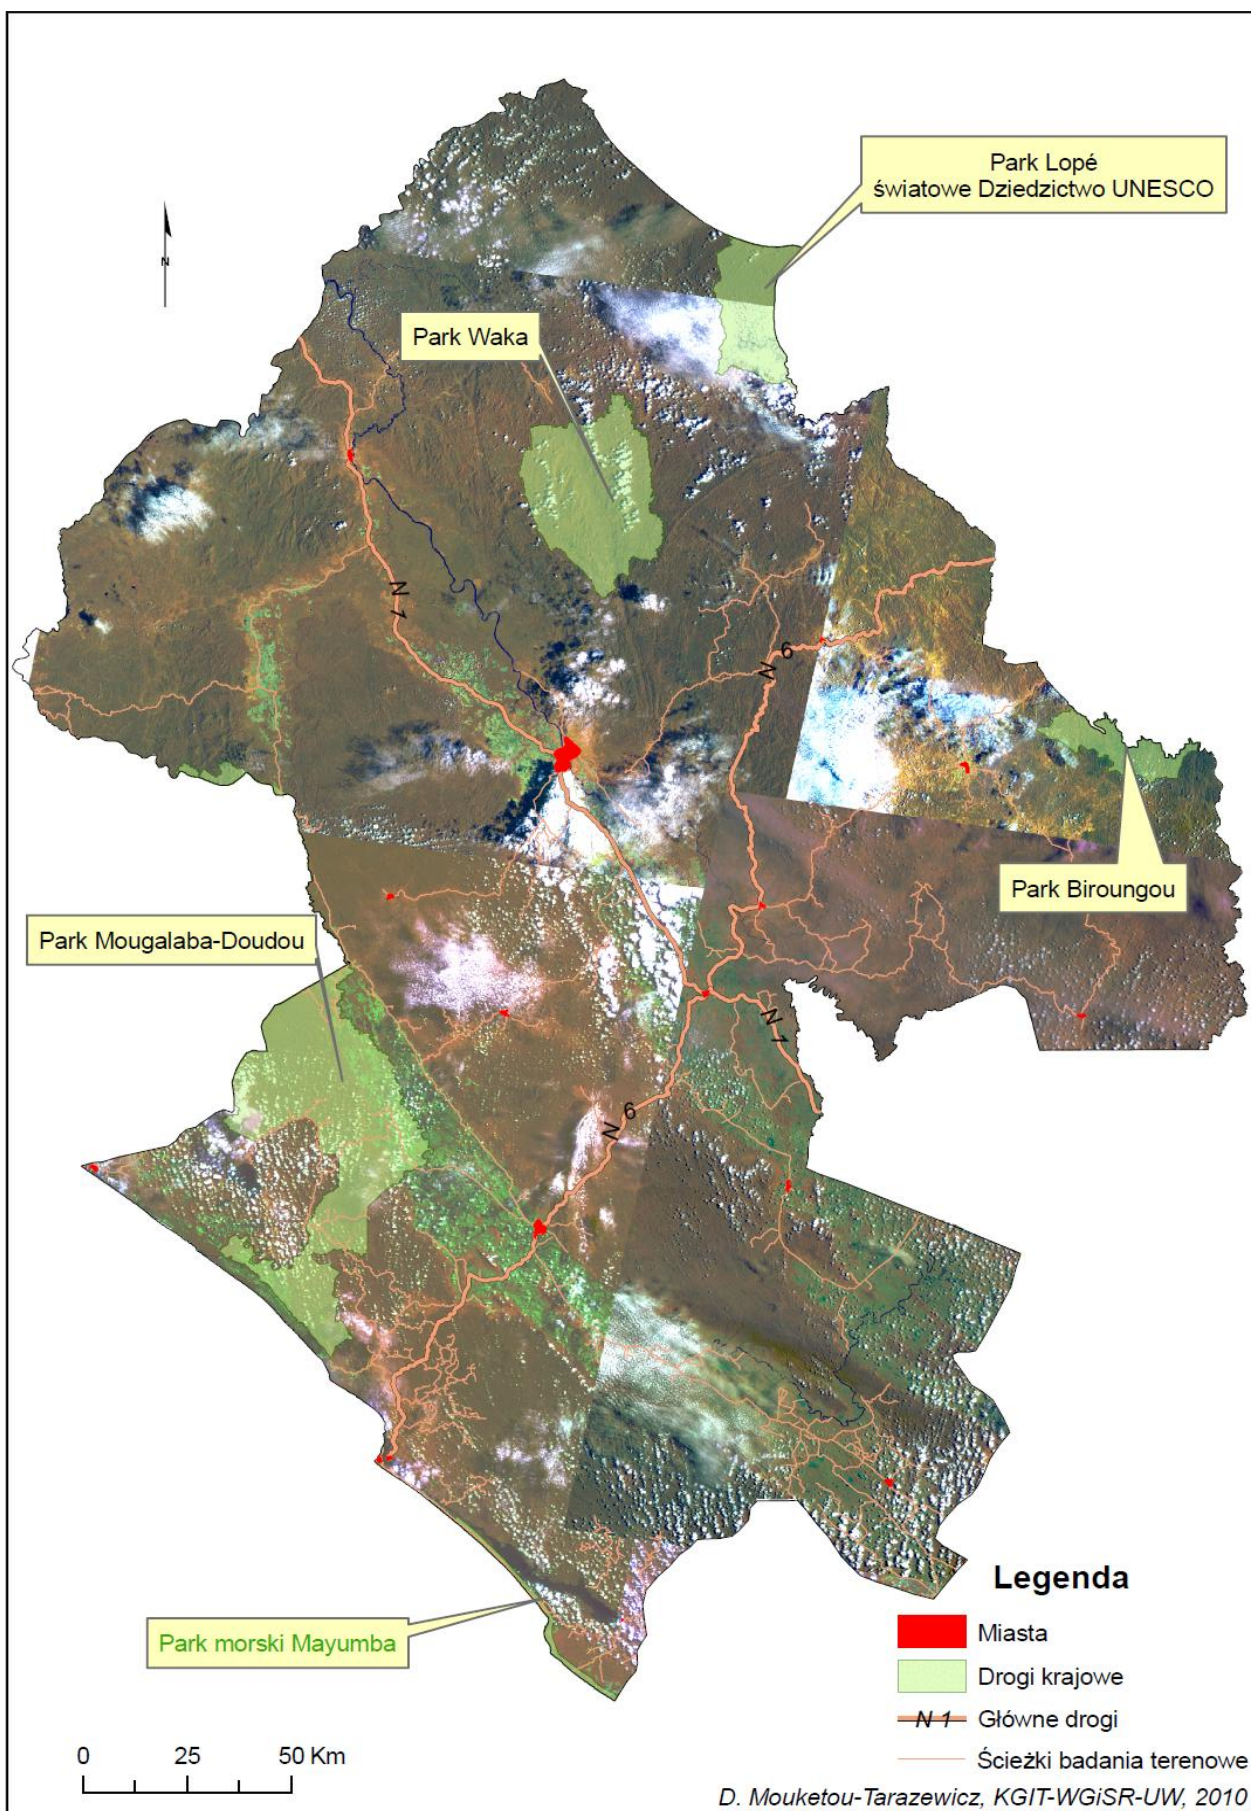 Park Lopé
światowe Dziedzictwo UNESCO
N
Park Waka
N 1
N 6
Park Biroungou
Park Mougalaba-Doudou
N 1
N 6
Park morski Mayumba
Legenda
Miasta
Drogi krajowe
N 1 Główne drogi
Ścieżki badania terenowe
0 25 50 Km
D. Mouketou-Tarazewicz, KGIT-WGiSR-UW, 2010